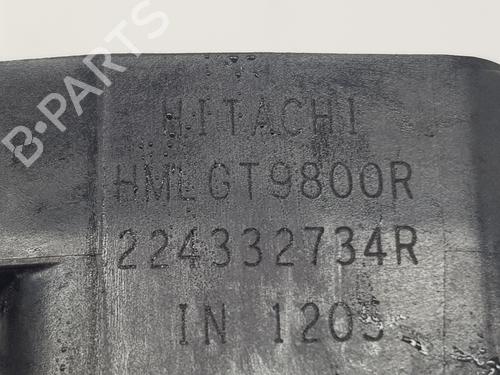 B-PARTS
HITACHI
HMLGT9800R
224332734R
IN 1205